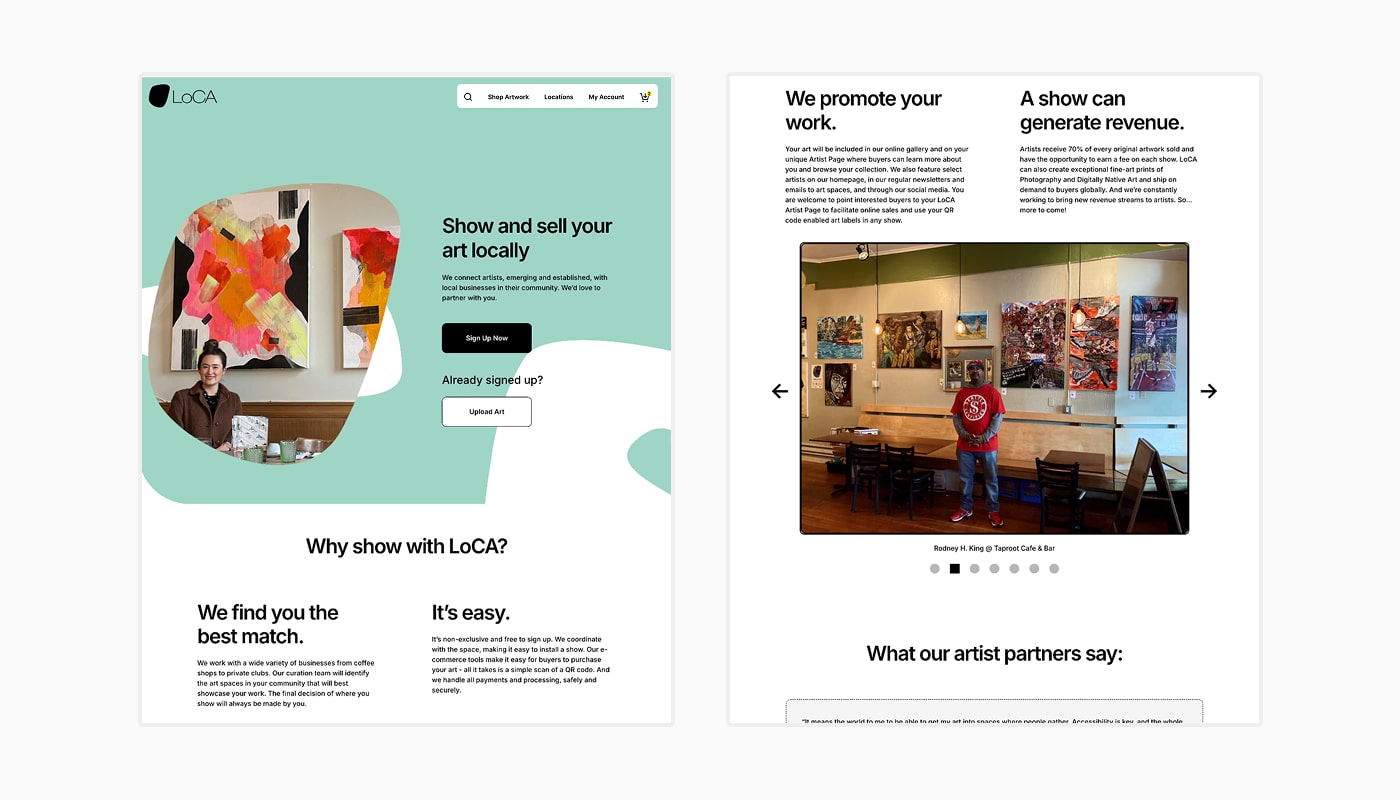 LoCA
Shop Artwork
Locations
My Account
Show and sell your
art locally
We connect artists, emerging and established, with
local businesses in their community. We'd love to
partner with you.
Sign Up Now
Already signed up?
Upload Art
Why show with LoCA?
We find you the
best match.
We work with a wide variety of businesses from coffee
shops to private clubs. Our curation team will identify
the art spaces in your community that will best
showcase your work. The final decision of where you
show will always be made by you.
It's easy.
It's non-exclusive and free to sign up. We coordinate
with the space, making it easy to install a show. Our e-
commerce tools make it easy for buyers to purchase
your art - all it takes is a simple scan of a QR code. And
we handle all payments and processing, safely and
securely.
We promote your
work.
Your art will be included in our online gallery and on your
unique Artist Page where buyers can learn more about
you and browse your collection. We also feature select
artists on our homepage, in our regular newsletters and
emails to art spaces, and through our social media. You
are welcome to point interested buyers to your LoCA
Artist Page to facilitate online sales and use your QR
code enabled art labels in any show.
A show can
generate revenue.
Artists receive 70% of every original artwork sold and
have the opportunity to earn a fee on each show. LoCA
can also create exceptional fine-art prints of
Photography and Digitally Native Art and ship on
demand to buyers globally. And we're constantly
working to bring new revenue streams to artists. So...
more to come!
S
Rodney H. King @ Taproot Cafe & Bar
What our artist partners say:
"It means the world to me to be able to get my art into spaces where people gather. Accessibility is key, and the whole